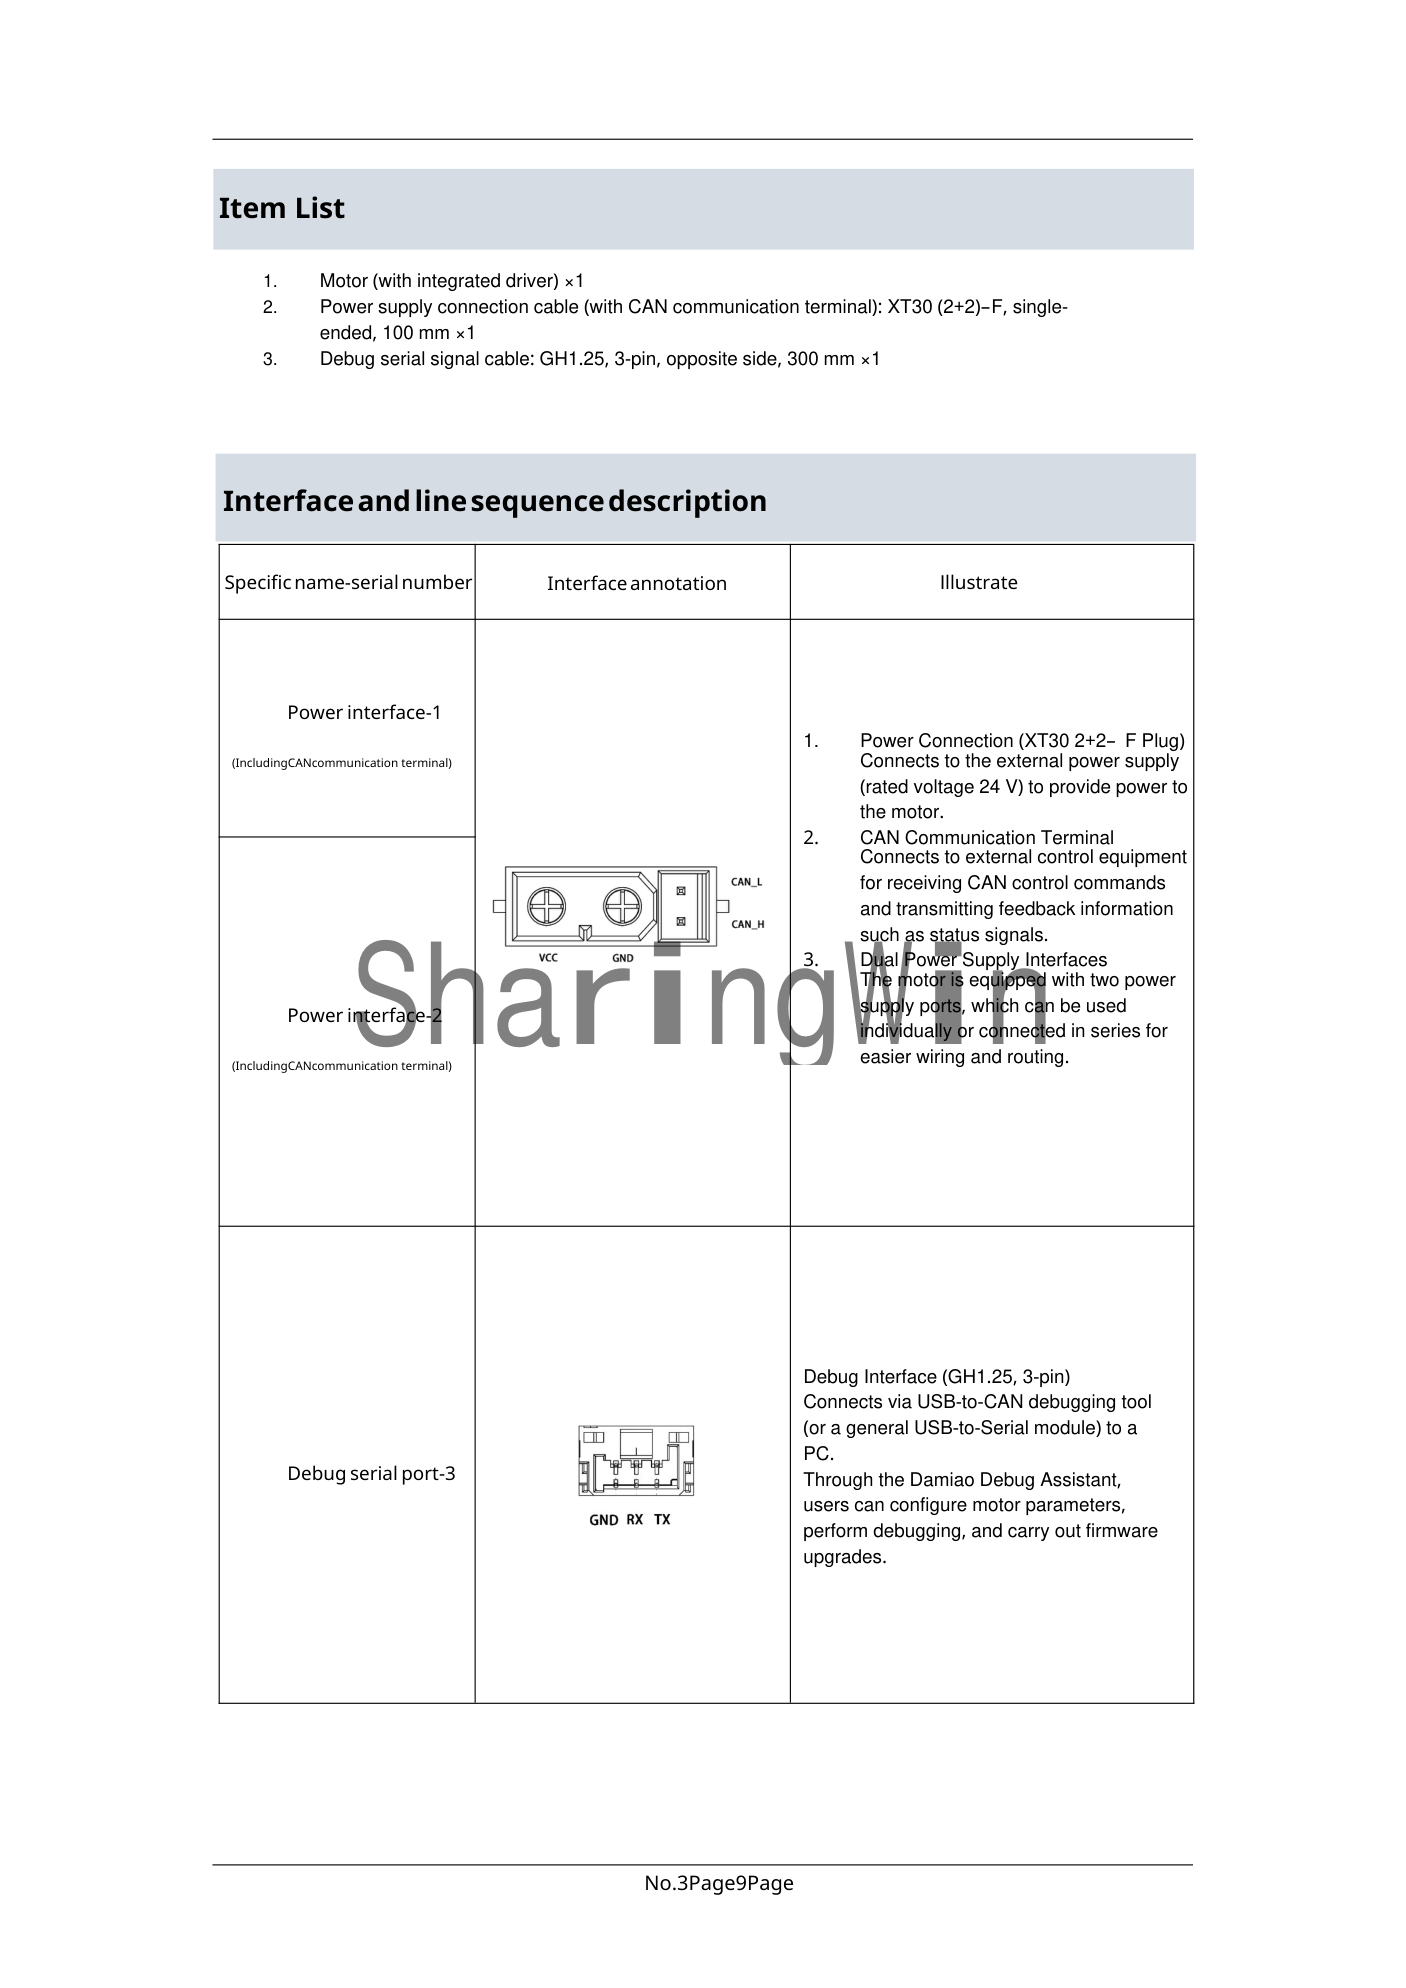 Item List
1. Motor (with integrated driver) ×1
2. Power supply connection cable (with CAN communication terminal): XT30 (2+2)–F, single-
ended, 100 mm ×1
3. Debug serial signal cable: GH1.25, 3-pin, opposite side, 300 mm ×1
Interface and line sequence description
Specific name-serial number
Interface annotation
Illustrate
Power interface-1
(IncludingCANcommunication terminal)
Power interface-2
(IncludingCANcommunication terminal)
CAN_L
CAN_H
VCC GND
1. Power Connection (XT30 2+2– F Plug)
Connects to the external power supply
(rated voltage 24 V) to provide power to
the motor.
2. CAN Communication Terminal
Connects to external control equipment
for receiving CAN control commands
and transmitting feedback information
such as status signals.
3. Dual Power Supply Interfaces
The motor is equipped with two power
supply ports, which can be used
individually or connected in series for
easier wiring and routing.
SharingWin
Debug serial port-3
GND RX TX
Debug Interface (GH1.25, 3-pin)
Connects via USB-to-CAN debugging tool
(or a general USB-to-Serial module) to a
PC.
Through the Damiao Debug Assistant,
users can configure motor parameters,
perform debugging, and carry out firmware
upgrades.
No.3Page9Page